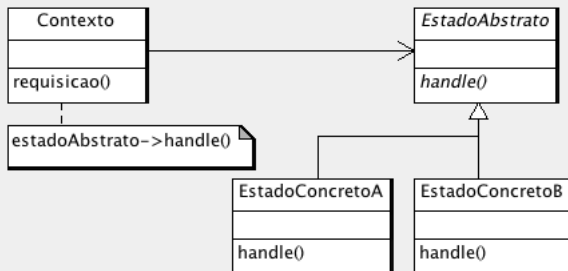 Contexto
EstadoAbstrato
requisicao()
handle()
estadoAbstrato->handle()
EstadoConcretoA
EstadoConcretoB
handle()
handle()